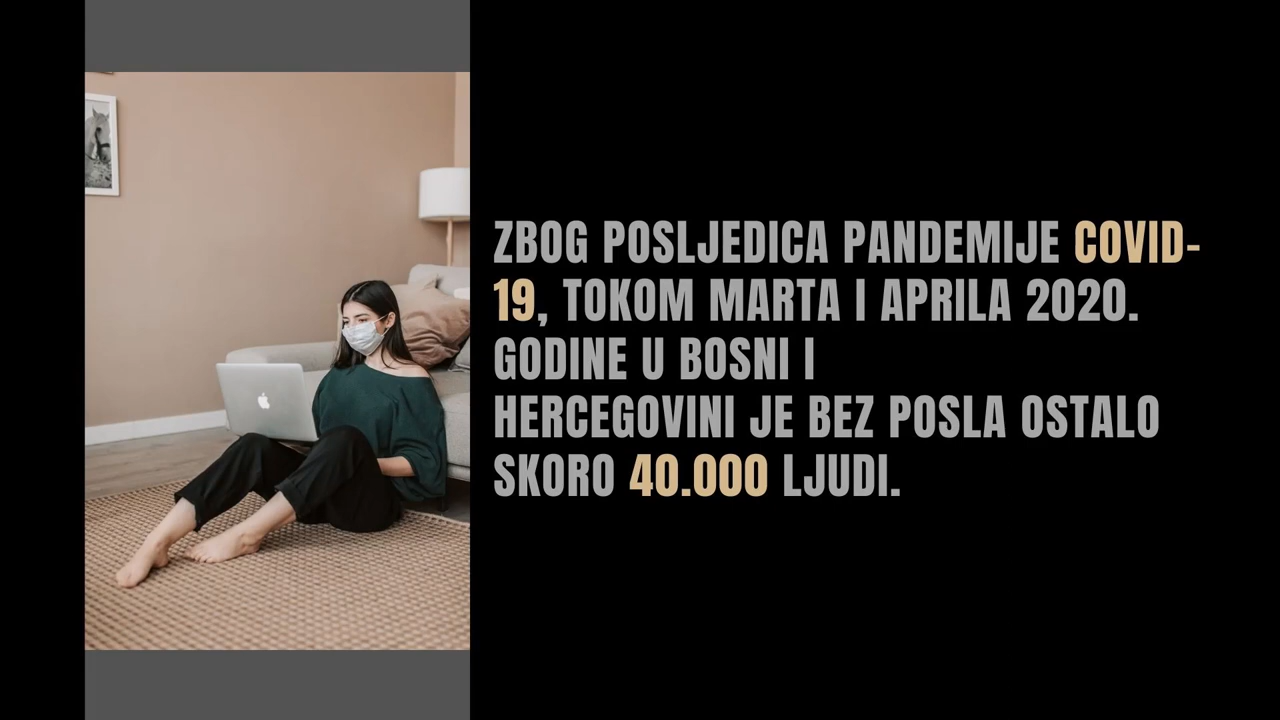 ZBOG POSLJEDICA PANDEMIJE COVID-
19, TOKOM MARTA I APRILA 2020.
GODINE U BOSNI I
HERCEGOVINI JE BEZ POSLA OSTALO
SKORO 40.000 LJUDI.